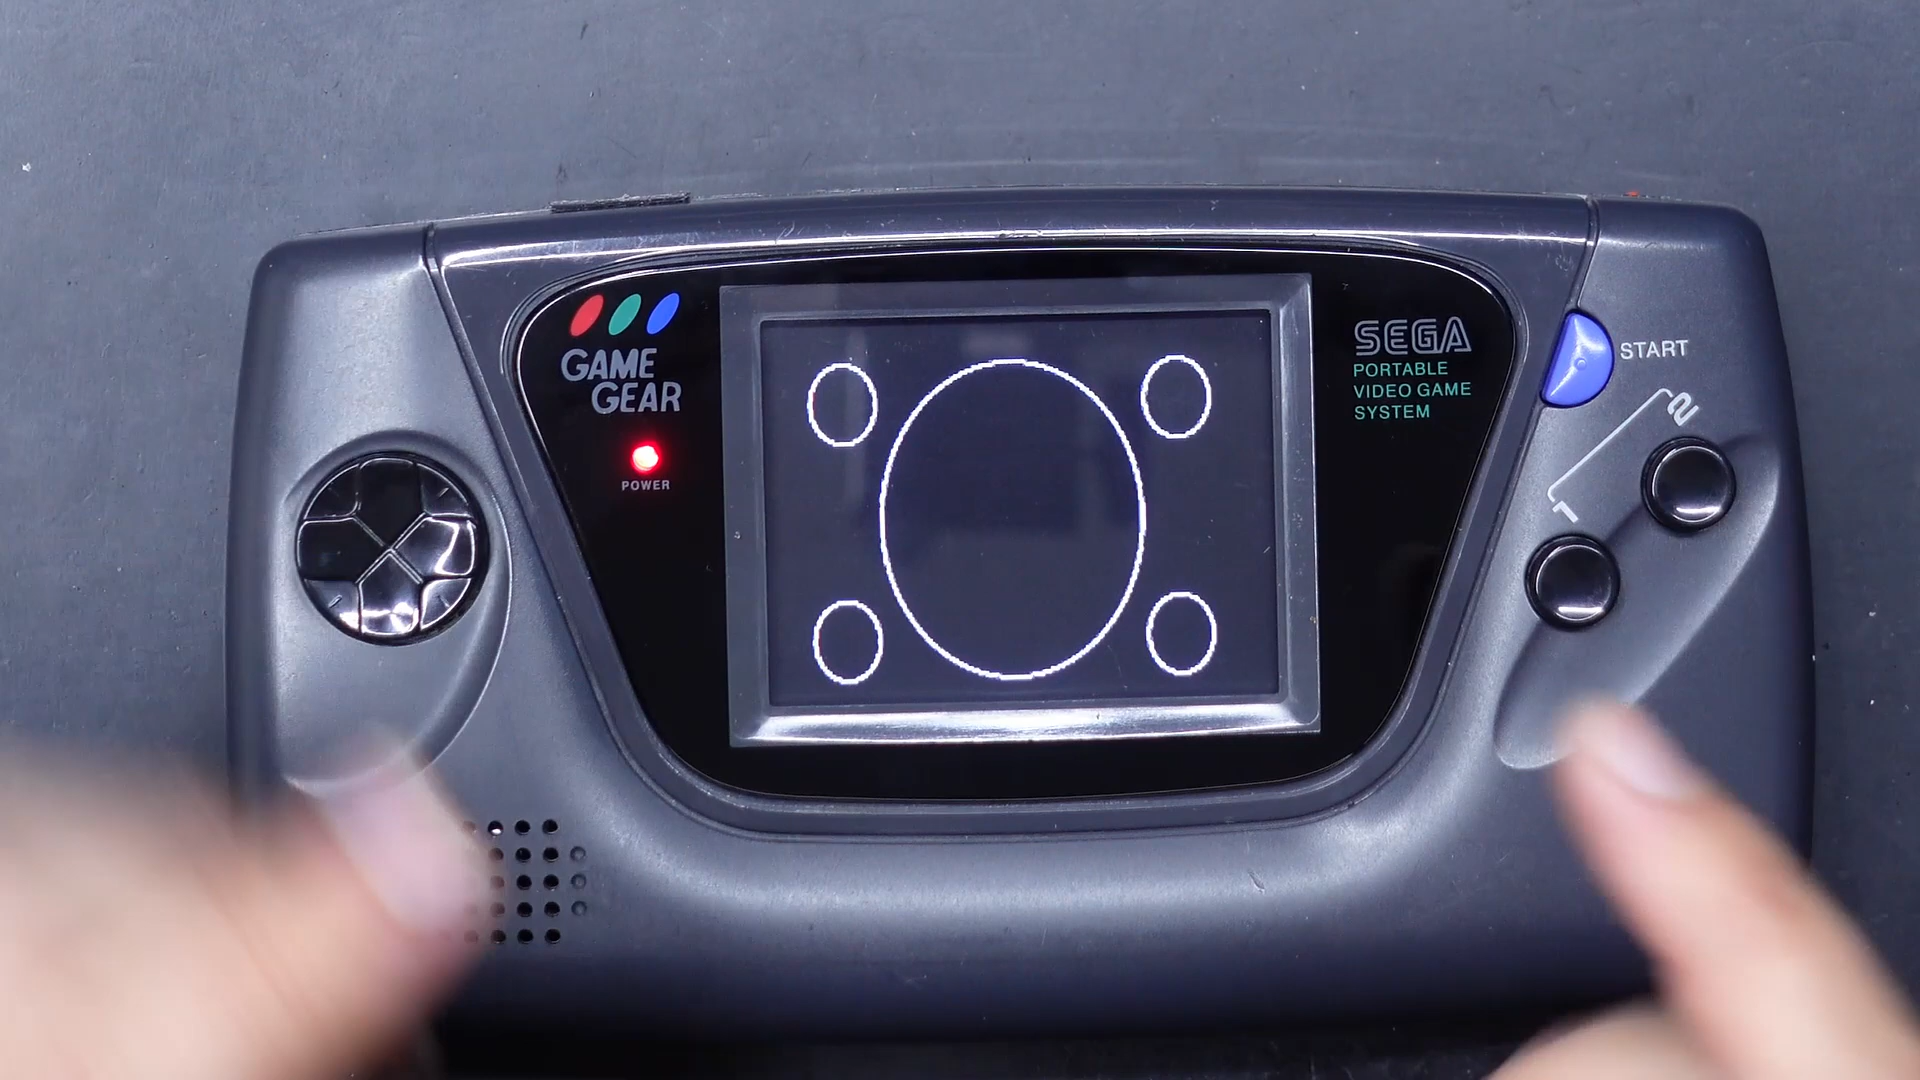 GAME
GEAR
POWER
SEGA
PORTABLE
VIDEO GAME
SYSTEM
START
2
1